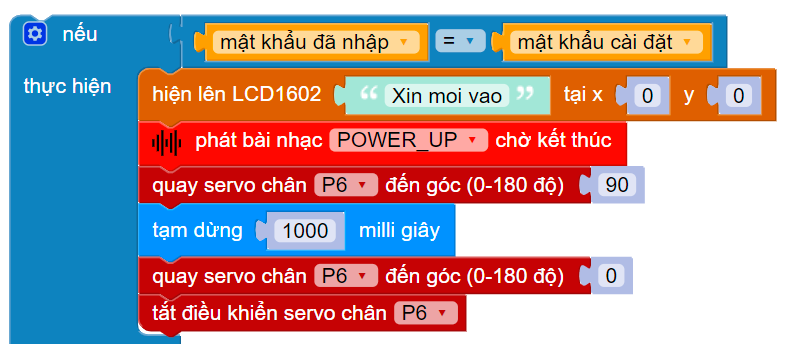 nếu mật khẩu đã nhập = mật khẩu cài đặt
thực hiện hiện lên LCD1602 “ Xin moi vao ” tại x 0 y 0
phát bài nhạc POWER_UP chờ kết thúc
quay servo chân P6 đến góc (0-180 độ) 90
tạm dừng 1000 milli giây
quay servo chân P6 đến góc (0-180 độ) 0
tắt điều khiển servo chân P6